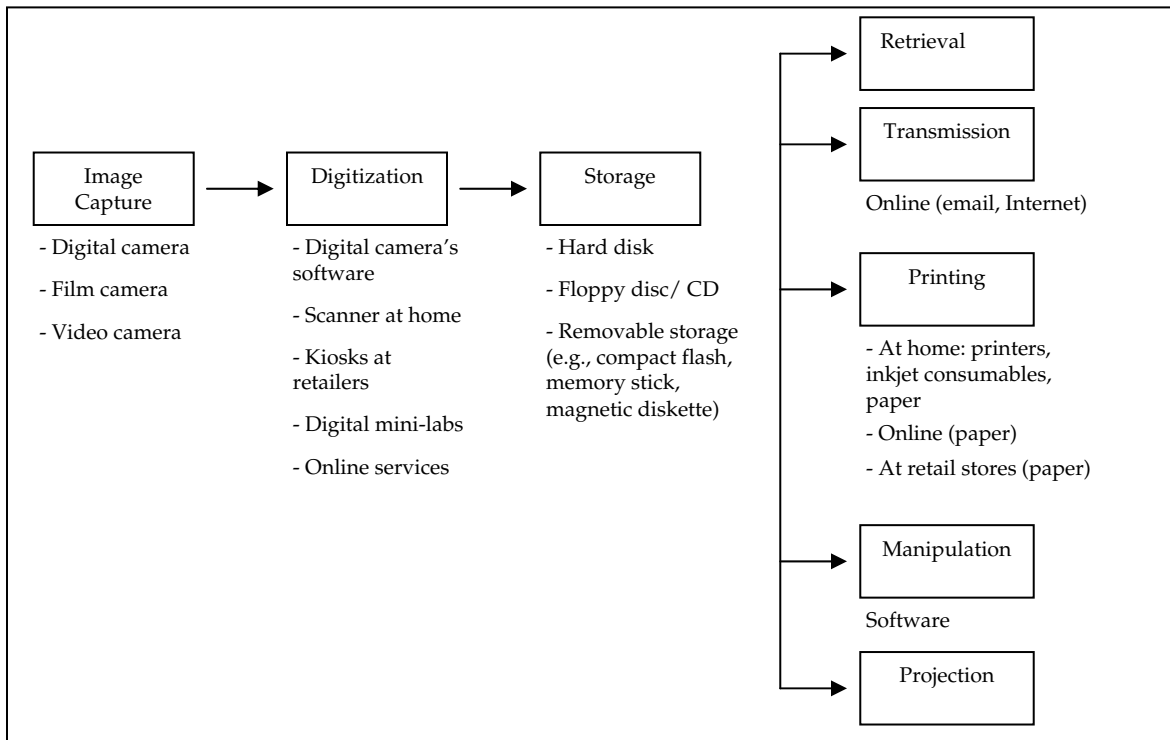 Image
Capture
- Digital camera
- Film camera
- Video camera
Digitization
- Digital camera’s
software
- Scanner at home
- Kiosks at
retailers
- Digital mini-labs
- Online services
Storage
- Hard disk
- Floppy disc/ CD
- Removable storage
(e.g., compact flash,
memory stick,
magnetic diskette)
Retrieval
Transmission
Online (email, Internet)
Printing
- At home: printers,
inkjet consumables,
paper
- Online (paper)
- At retail stores (paper)
Manipulation
Software
Projection